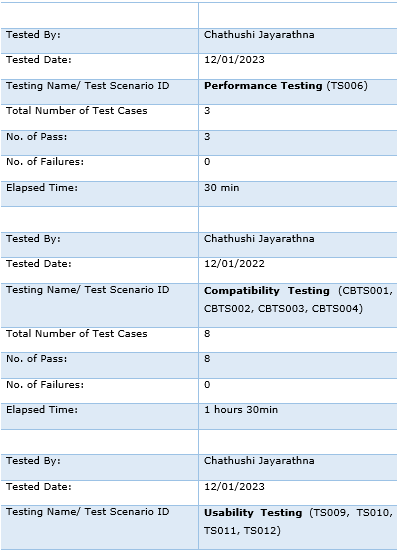 Tested By: Chathushi Jayarathna
Tested Date: 12/01/2023
Testing Name/ Test Scenario ID Performance Testing (TS006)
Total Number of Test Cases 3
No. of Pass: 3
No. of Failures: 0
Elapsed Time: 30 min
Tested By: Chathushi Jayarathna
Tested Date: 12/01/2022
Testing Name/ Test Scenario ID Compatibility Testing (CBTS001,
CBTS002, CBTS003, CBTS004)
Total Number of Test Cases 8
No. of Pass: 8
No. of Failures: 0
Elapsed Time: 1 hours 30min
Tested By: Chathushi Jayarathna
Tested Date: 12/01/2023
Testing Name/ Test Scenario ID Usability Testing (TS009, TS010,
TS011, TS012)